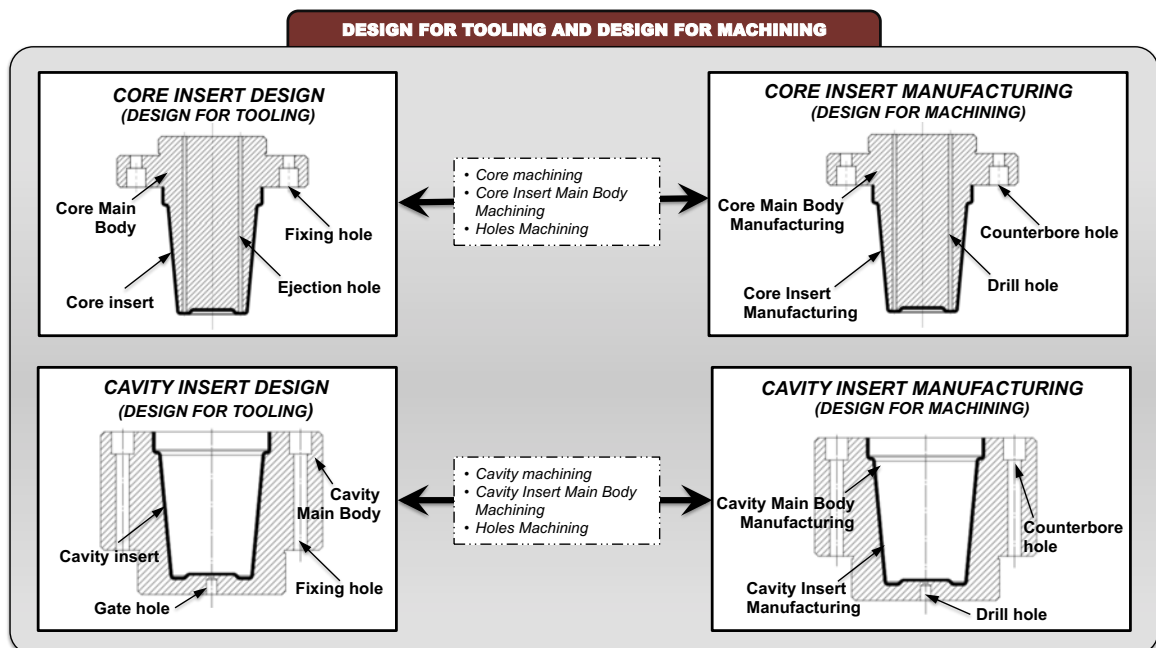 DESIGN FOR TOOLING AND DESIGN FOR MACHINING
CORE INSERT DESIGN
(DESIGN FOR TOOLING)
Core Main
Body
Fixing hole
Ejection hole
Core insert
• Core machining
• Core Insert Main Body
Machining
• Holes Machining
CORE INSERT MANUFACTURING
(DESIGN FOR MACHINING)
Core Main Body
Manufacturing
Counterbore hole
Drill hole
Core Insert
Manufacturing
CAVITY INSERT DESIGN
(DESIGN FOR TOOLING)
Cavity
Main Body
Cavity insert
Fixing hole
Gate hole
• Cavity machining
• Cavity Insert Main Body
Machining
• Holes Machining
CAVITY INSERT MANUFACTURING
(DESIGN FOR MACHINING)
Cavity Main Body
Manufacturing
Counterbore
hole
Cavity Insert
Manufacturing
Drill hole